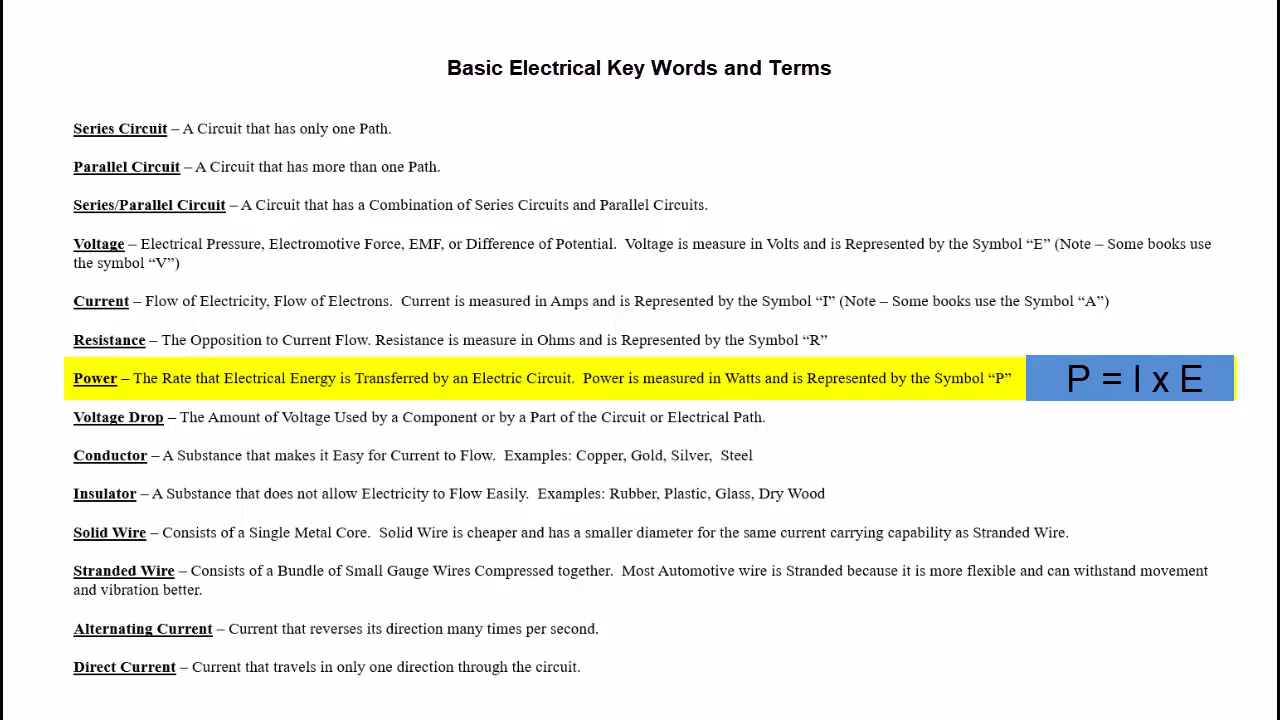 Basic Electrical Key Words and Terms
Series Circuit – A Circuit that has only one Path.
Parallel Circuit – A Circuit that has more than one Path.
Series/Parallel Circuit – A Circuit that has a Combination of Series Circuits and Parallel Circuits.
Voltage – Electrical Pressure, Electromotive Force, EMF, or Difference of Potential.  Voltage is measure in Volts and is Represented by the Symbol “E” (Note – Some books use
the symbol “V”)
Current – Flow of Electricity, Flow of Electrons.  Current is measured in Amps and is Represented by the Symbol “I” (Note – Some books use the Symbol “A”)
Resistance – The Opposition to Current Flow. Resistance is measure in Ohms and is Represented by the Symbol “R”
Power – The Rate that Electrical Energy is Transferred by an Electric Circuit.  Power is measured in Watts and is Represented by the Symbol “P” P = I x E
Voltage Drop – The Amount of Voltage Used by a Component or by a Part of the Circuit or Electrical Path.
Conductor – A Substance that makes it Easy for Current to Flow.  Examples: Copper, Gold, Silver,  Steel
Insulator – A Substance that does not allow Electricity to Flow Easily.  Examples: Rubber, Plastic, Glass, Dry Wood
Solid Wire – Consists of a Single Metal Core.  Solid Wire is cheaper and has a smaller diameter for the same current carrying capability as Stranded Wire.
Stranded Wire – Consists of a Bundle of Small Gauge Wires Compressed together.  Most Automotive wire is Stranded because it is more flexible and can withstand movement
and vibration better.
Alternating Current – Current that reverses its direction many times per second.
Direct Current – Current that travels in only one direction through the circuit.